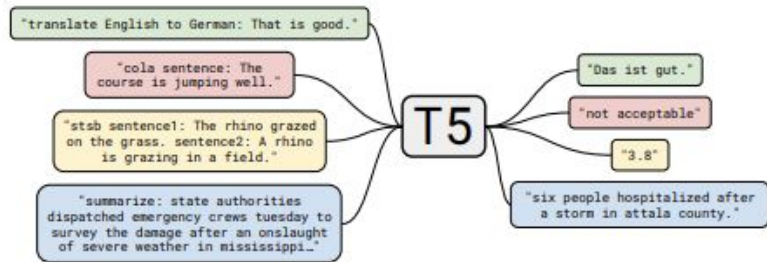 "translate English to German: That is good."
"cola sentence: The
course is jumping well."
"stsb sentence1: The rhino grazed
on the grass. sentence2: A rhino
is grazing in a field."
"summarize: state authorities
dispatched emergency crews tuesday to
survey the damage after an onslaught
of severe weather in mississippi…"
T5
"Das ist gut."
"not acceptable"
"3.8"
"six people hospitalized after
a storm in attala county."